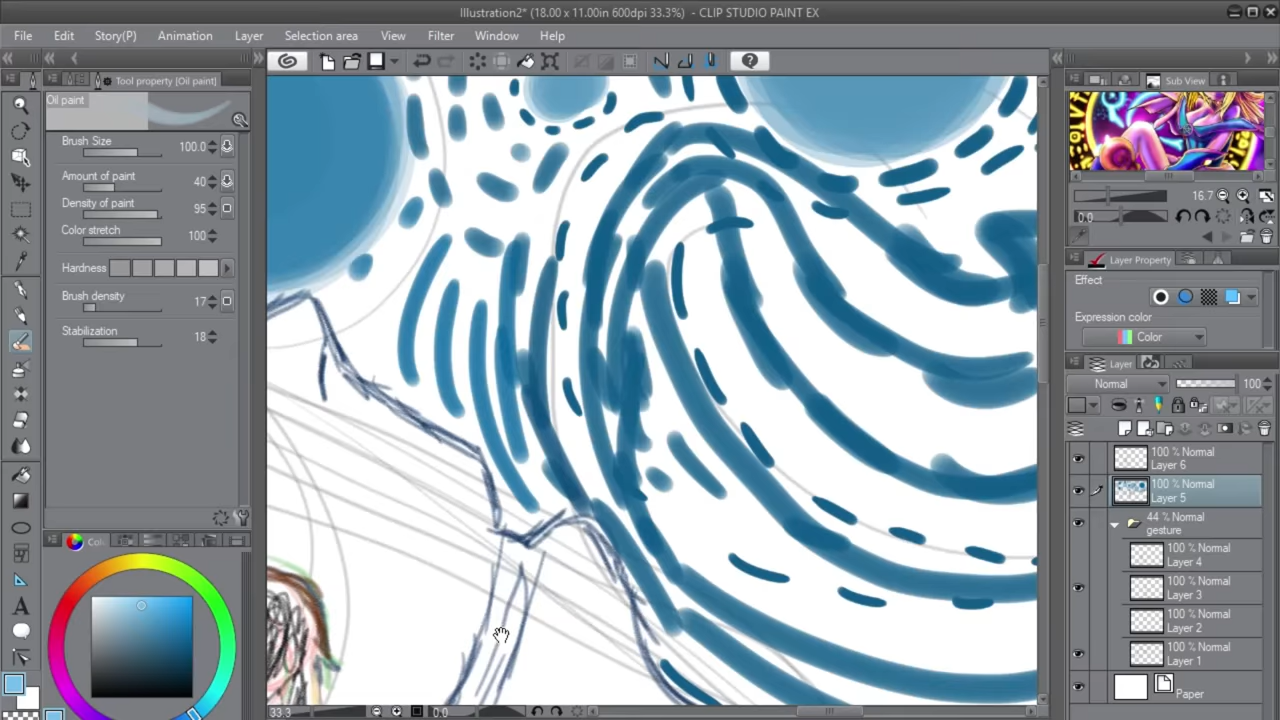 Illustration2* (18.00 x 11.00in 600dpi 33.3%) - CLIP STUDIO PAINT EX
File Edit Story(P) Animation Layer Selection area View Filter Window Help
Tool property [Oil paint]
Oil paint
Brush Size 100.0
Amount of paint 40
Density of paint 95
Color stretch 100
Hardness
Brush density 17
Stabilization 18
Sub View
16.7
0.0
Layer Property
Effect
Expression color
Color
Layer
Normal 100
100 % Normal
Layer 6
100 % Normal
Layer 5
44 % Normal
gesture
100 % Normal
Layer 4
100 % Normal
Layer 3
100 % Normal
Layer 2
100 % Normal
Layer 1
Paper
33.3 0.0